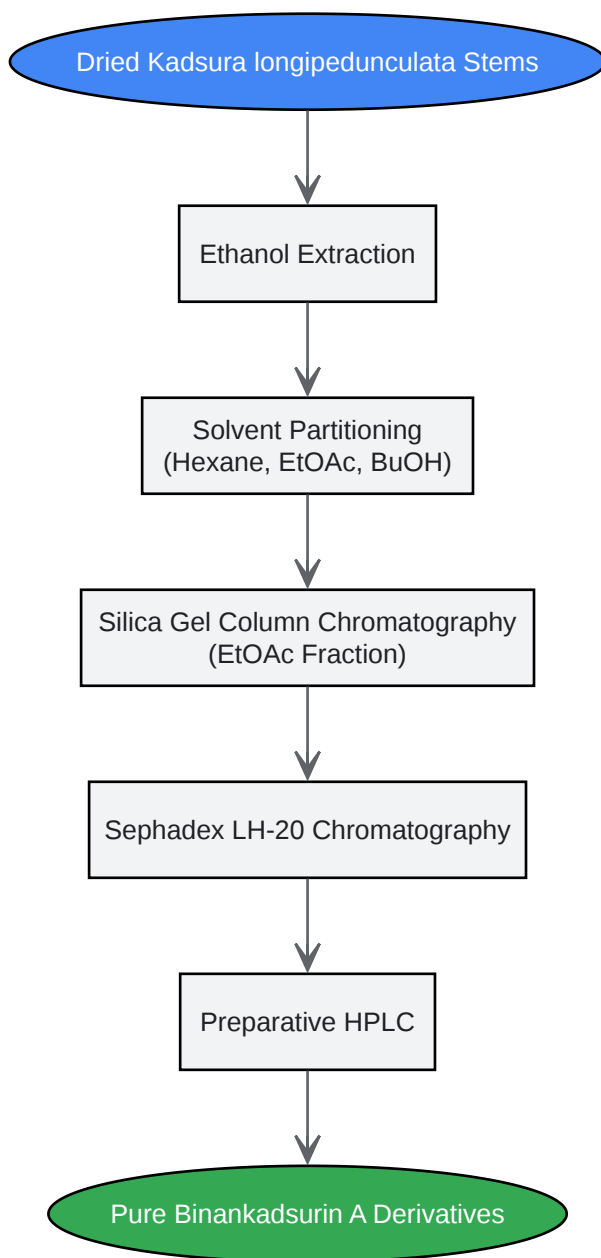 Dried Kadsura longipedunculata Stems
Ethanol Extraction
Solvent Partitioning
(Hexane, EtOAc, BuOH)
Silica Gel Column Chromatography
(EtOAc Fraction)
Sephadex LH-20 Chromatography
Preparative HPLC
Pure Binankadsurin A Derivatives